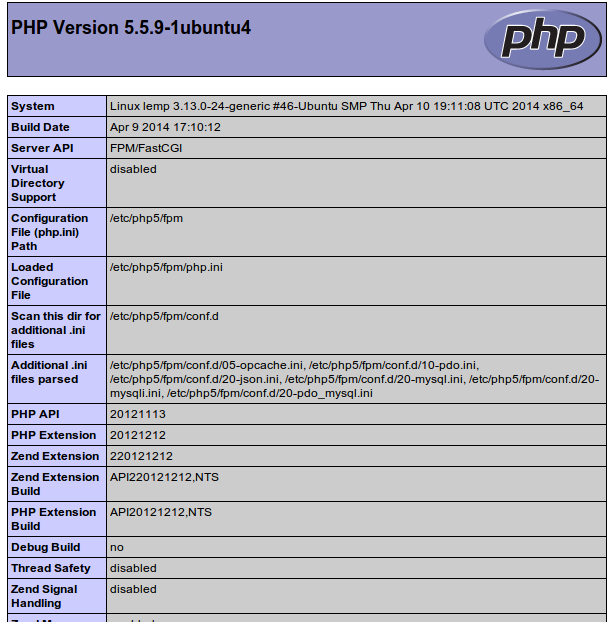 PHP Version 5.5.9-1ubuntu4
php
System Linux lemp 3.13.0-24-generic #46-Ubuntu SMP Thu Apr 10 19:11:08 UTC 2014 x86_64
Build Date Apr 9 2014 17:10:12
Server API FPM/FastCGI
Virtual disabled
Directory
Support
Configuration /etc/php5/fpm
File (php.ini)
Path
Loaded /etc/php5/fpm/php.ini
Configuration
File
Scan this dir for /etc/php5/fpm/conf.d
additional .ini
files
Additional .ini /etc/php5/fpm/conf.d/05-opcache.ini, /etc/php5/fpm/conf.d/10-pdo.ini,
files parsed /etc/php5/fpm/conf.d/20-json.ini, /etc/php5/fpm/conf.d/20-mysql.ini, /etc/php5/fpm/conf.d/20-
mysqli.ini, /etc/php5/fpm/conf.d/20-pdo_mysql.ini
PHP API 20121113
PHP Extension 20121212
Zend Extension 220121212
Zend Extension API220121212,NTS
Build
PHP Extension API20121212,NTS
Build
Debug Build no
Thread Safety disabled
Zend Signal disabled
Handling